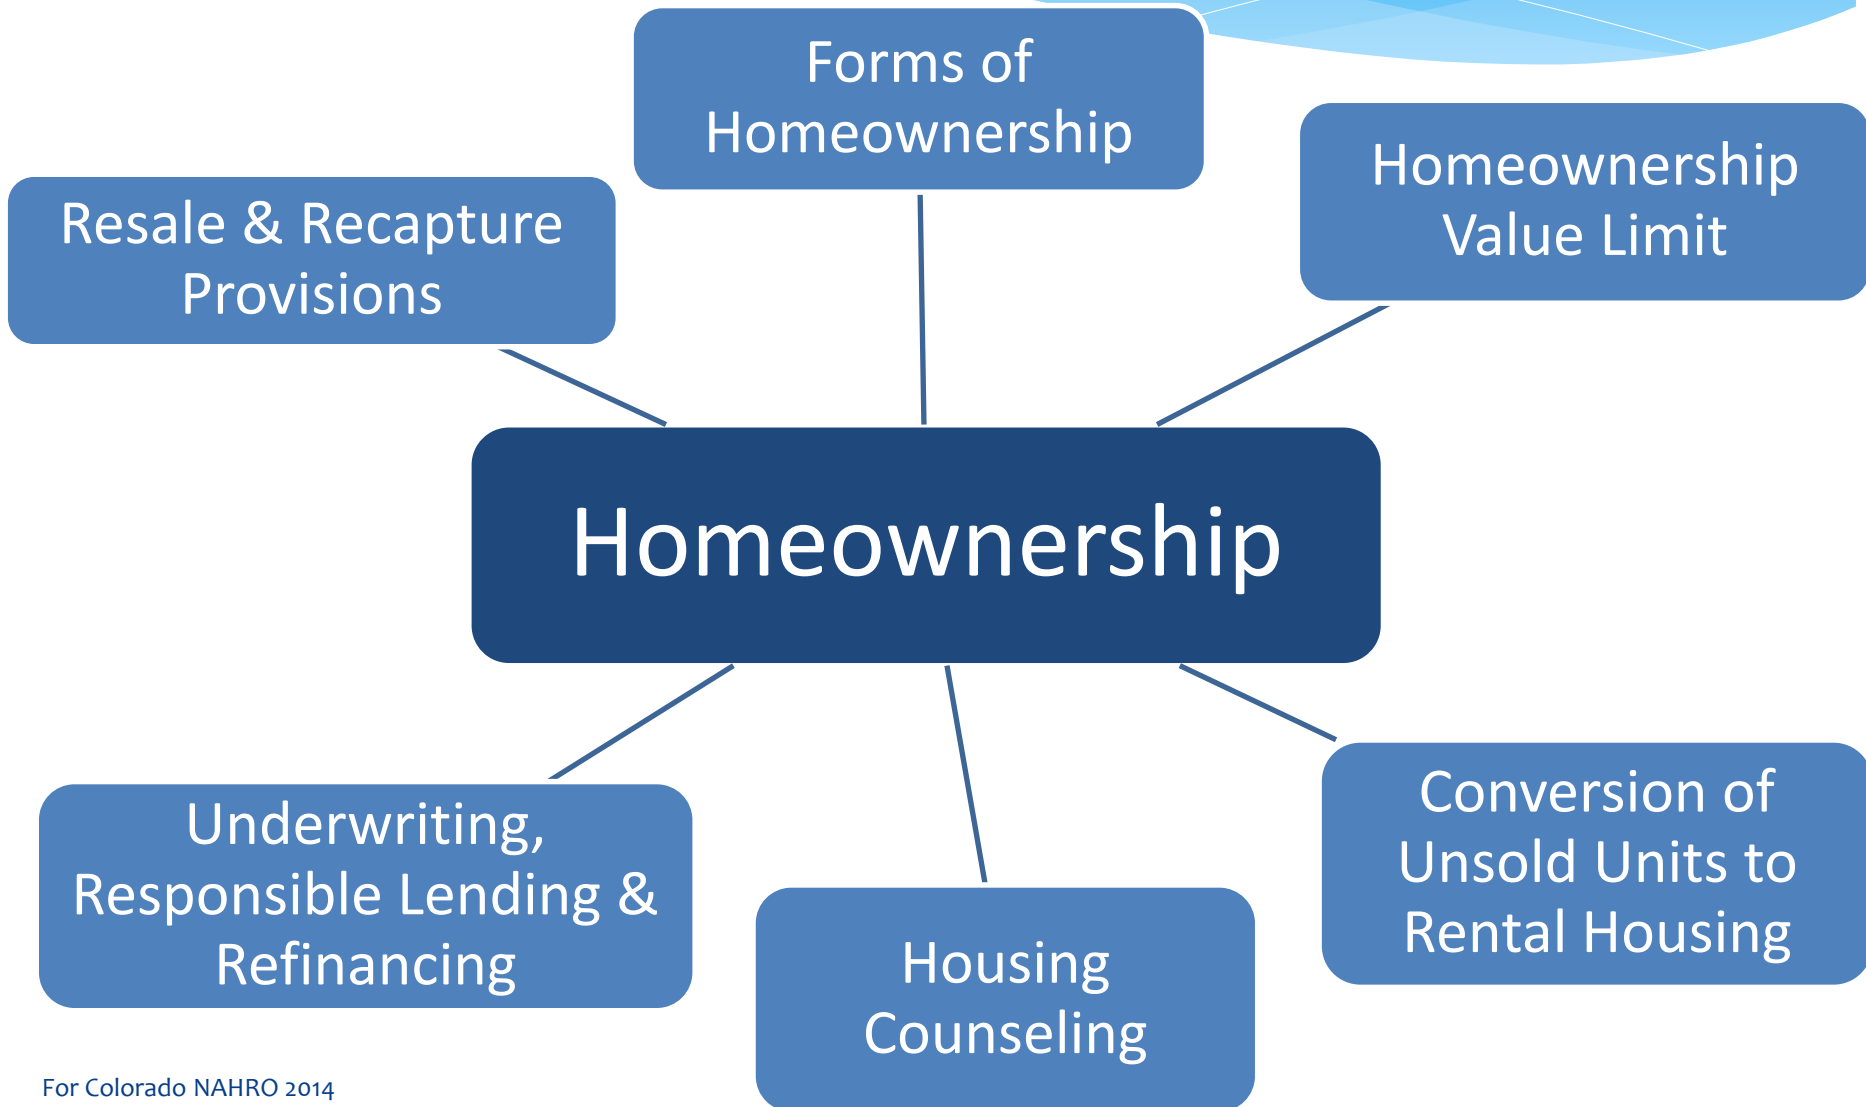 Forms of
Homeownership
Homeownership
Value Limit
Resale & Recapture
Provisions
Homeownership
Underwriting,
Responsible Lending &
Refinancing
Housing
Counseling
Conversion of
Unsold Units to
Rental Housing
For Colorado NAHRO 2014